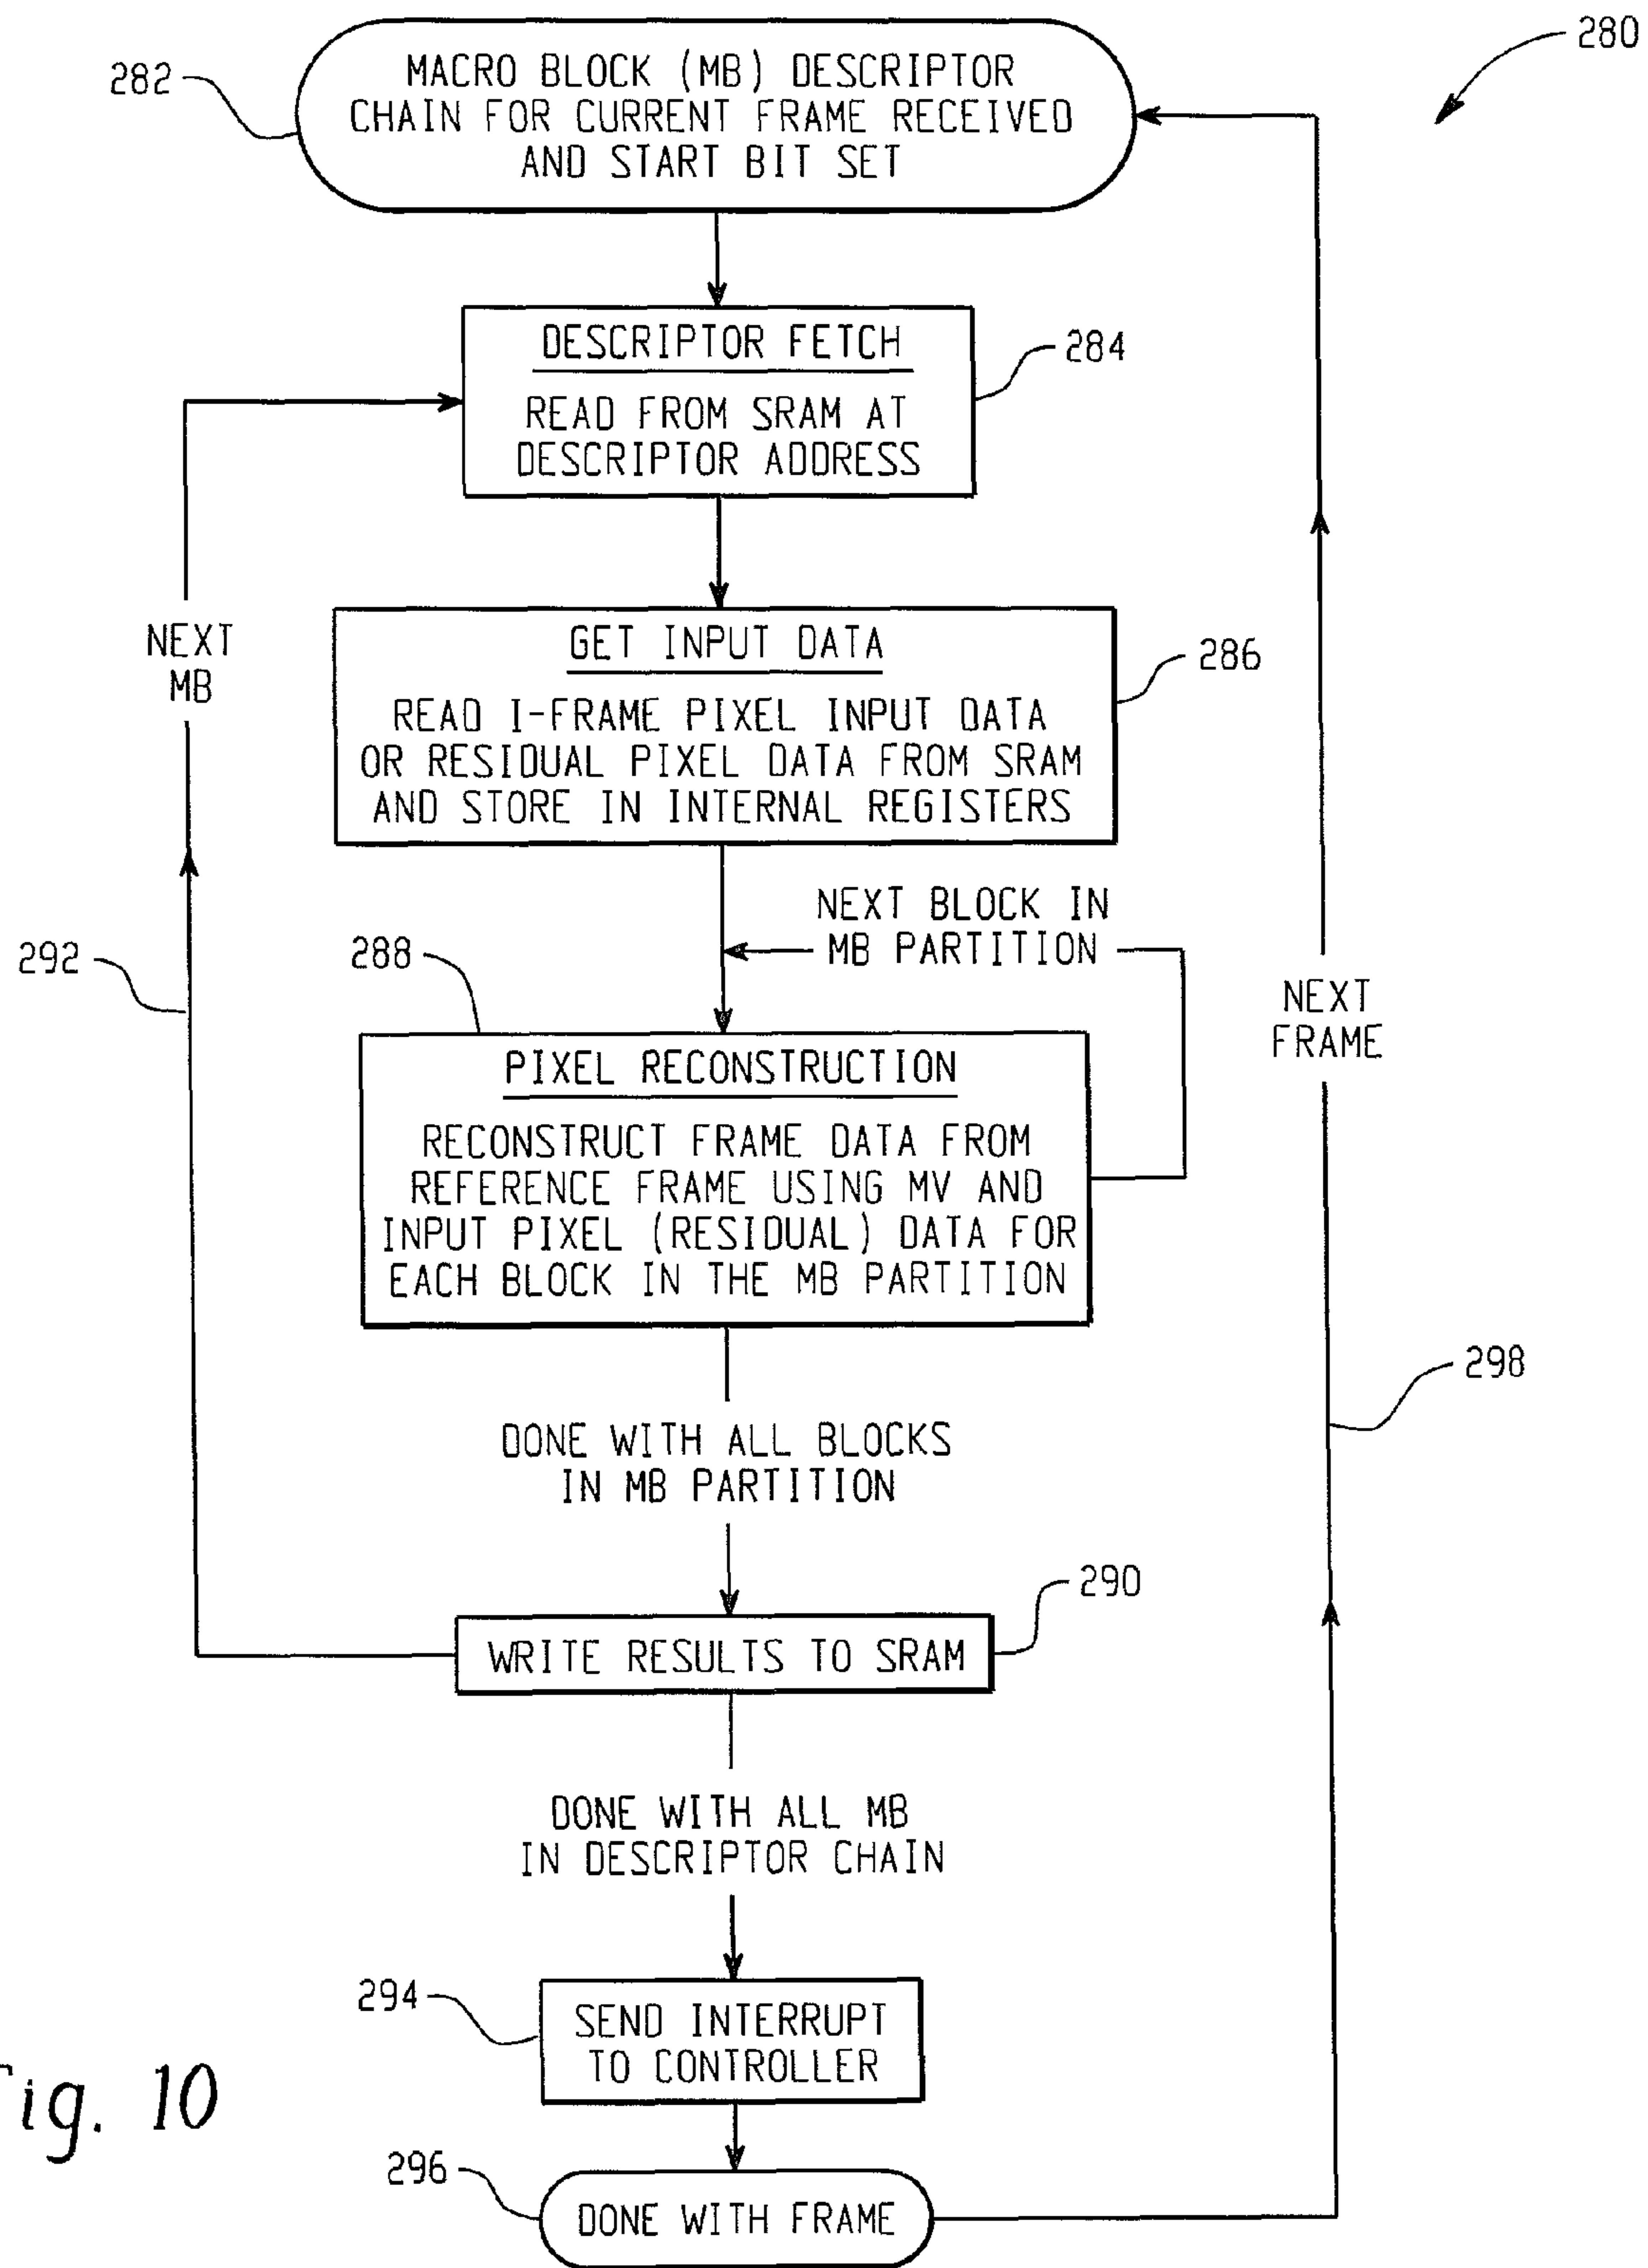 280
282
MACRO BLOCK (MB) DESCRIPTOR
CHAIN FOR CURRENT FRAME RECEIVED
AND START BIT SET
DESCRIPTOR FETCH
284
READ FROM SRAM AT
DESCRIPTOR ADDRESS
NEXT
MB
GET INPUT DATA
286
READ I-FRAME PIXEL INPUT DATA
OR RESIDUAL PIXEL DATA FROM SRAM
AND STORE IN INTERNAL REGISTERS
NEXT BLOCK IN
MB PARTITION
292
288
NEXT
FRAME
PIXEL RECONSTRUCTION
RECONSTRUCT FRAME DATA FROM
REFERENCE FRAME USING MV AND
INPUT PIXEL (RESIDUAL) DATA FOR
EACH BLOCK IN THE MB PARTITION
298
DONE WITH ALL BLOCKS
IN MB PARTITION
290
WRITE RESULTS TO SRAM
DONE WITH ALL MB
IN DESCRIPTOR CHAIN
294
SEND INTERRUPT
TO CONTROLLER
Fig. 10
296
DONE WITH FRAME